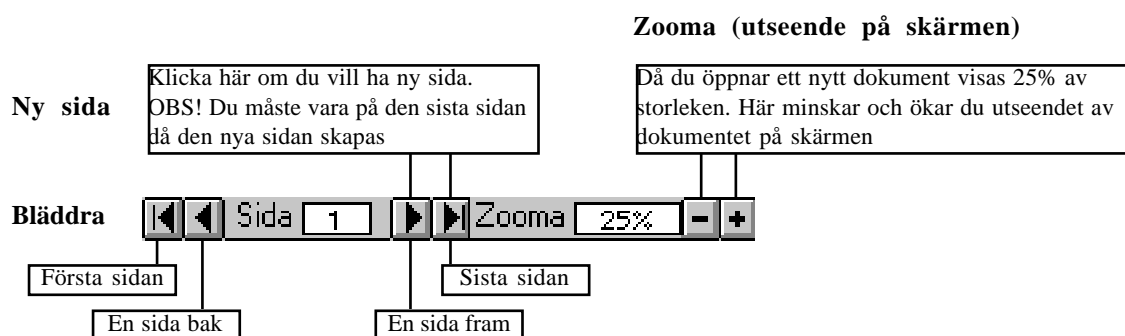 Zooma (utseende på skärmen)
Ny sida
Klicka här om du vill ha ny sida.
OBS! Du måste vara på den sista sidan
då den nya sidan skapas
Då du öppnar ett nytt dokument visas 25% av
storleken. Här minskar och ökar du utseendet av
dokumentet på skärmen
Bläddra
Sida 1 Zooma 25% - +
Första sidan
Sista sidan
En sida bak
En sida fram